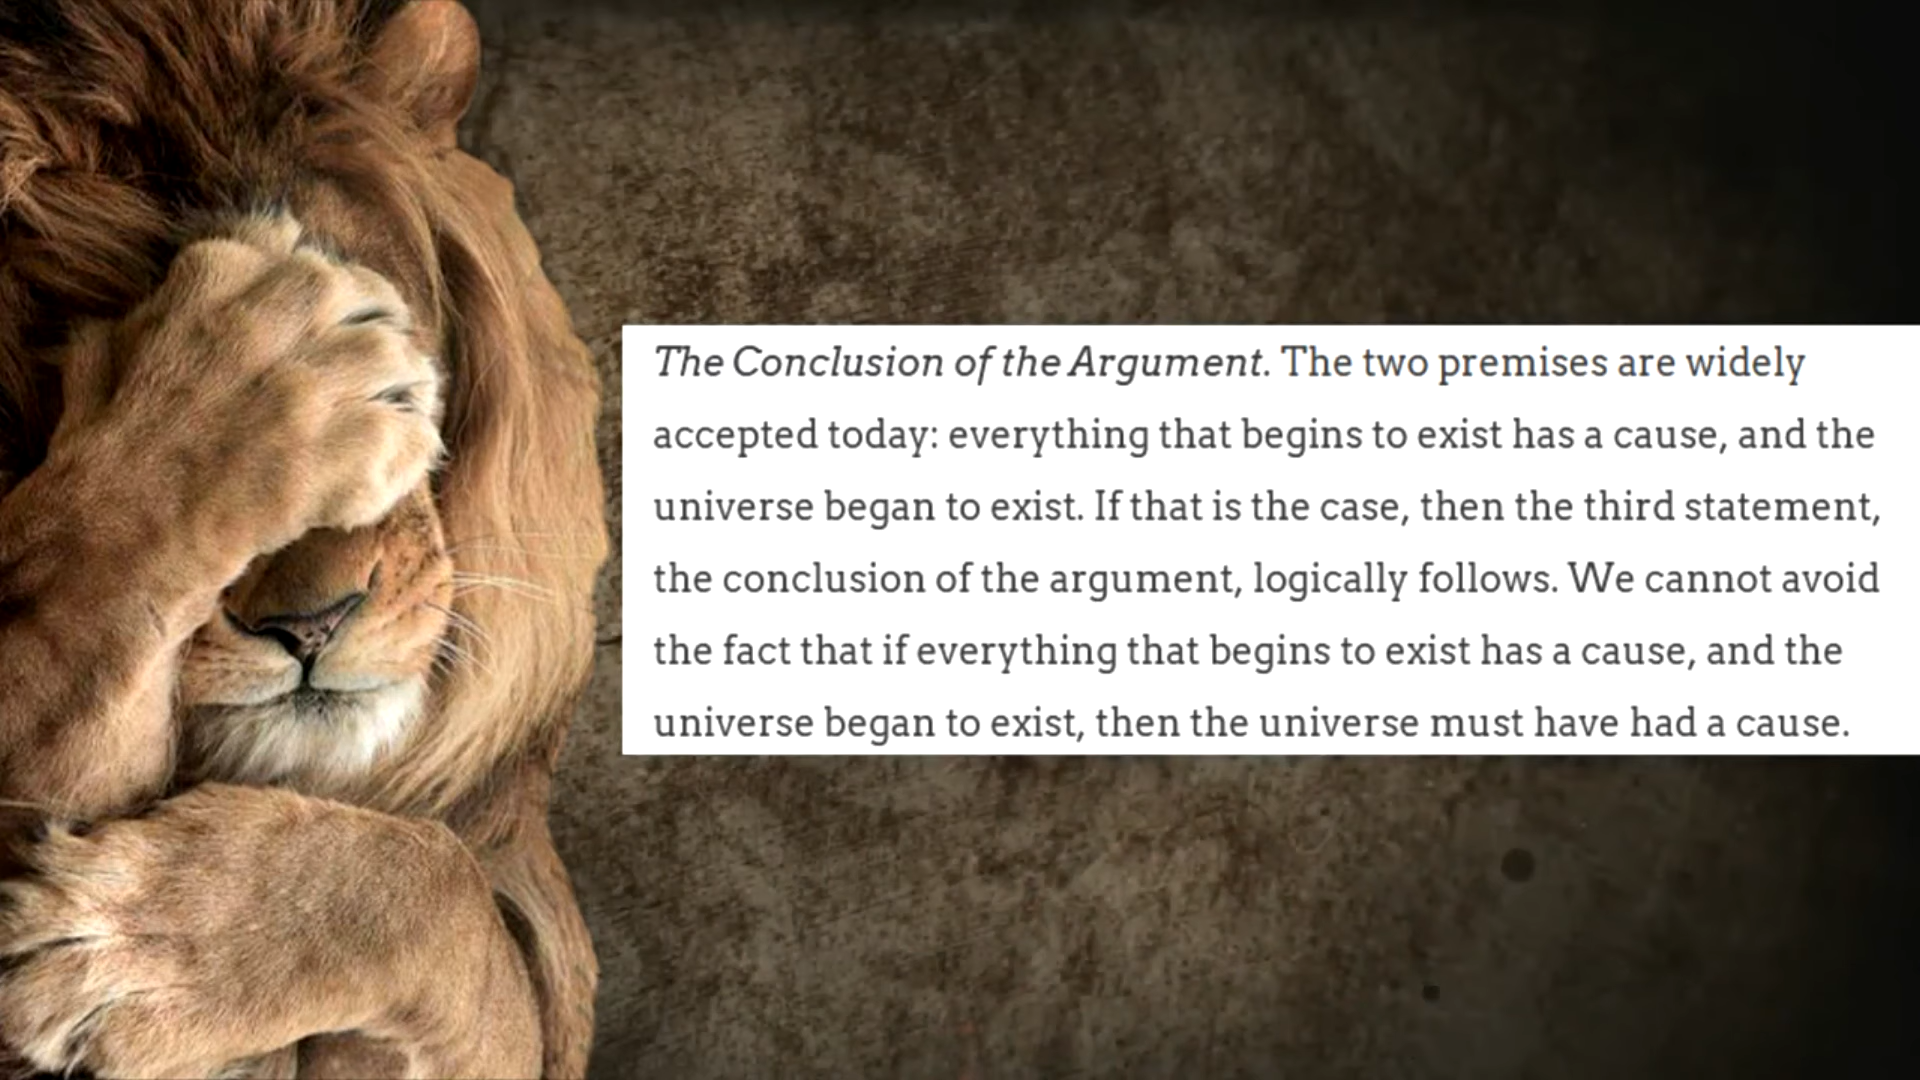 The Conclusion of the Argument. The two premises are widely
accepted today: everything that begins to exist has a cause, and the
universe began to exist. If that is the case, then the third statement,
the conclusion of the argument, logically follows. We cannot avoid
the fact that if everything that begins to exist has a cause, and the
universe began to exist, then the universe must have had a cause.